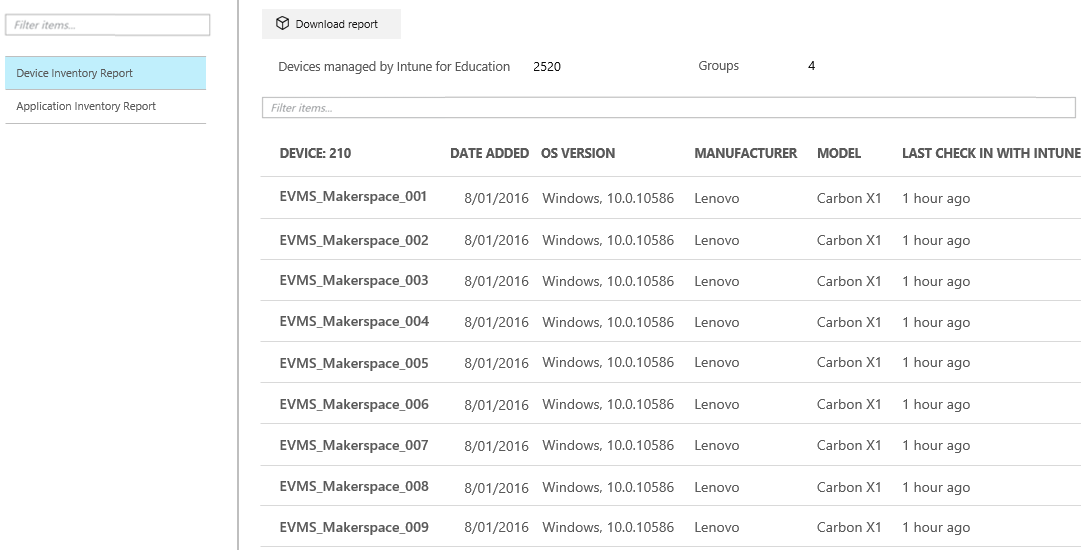 Filter items...
Device Inventory Report
Application Inventory Report
Download report
Devices managed by Intune for Education 2520 Groups 4
Filter items...
DEVICE: 210 DATE ADDED OS VERSION MANUFACTURER MODEL LAST CHECK IN WITH INTUNE
EVMS_Makerspace_001 8/01/2016 Windows, 10.0.10586 Lenovo Carbon X1 1 hour ago
EVMS_Makerspace_002 8/01/2016 Windows, 10.0.10586 Lenovo Carbon X1 1 hour ago
EVMS_Makerspace_003 8/01/2016 Windows, 10.0.10586 Lenovo Carbon X1 1 hour ago
EVMS_Makerspace_004 8/01/2016 Windows, 10.0.10586 Lenovo Carbon X1 1 hour ago
EVMS_Makerspace_005 8/01/2016 Windows, 10.0.10586 Lenovo Carbon X1 1 hour ago
EVMS_Makerspace_006 8/01/2016 Windows, 10.0.10586 Lenovo Carbon X1 1 hour ago
EVMS_Makerspace_007 8/01/2016 Windows, 10.0.10586 Lenovo Carbon X1 1 hour ago
EVMS_Makerspace_008 8/01/2016 Windows, 10.0.10586 Lenovo Carbon X1 1 hour ago
EVMS_Makerspace_009 8/01/2016 Windows, 10.0.10586 Lenovo Carbon X1 1 hour ago